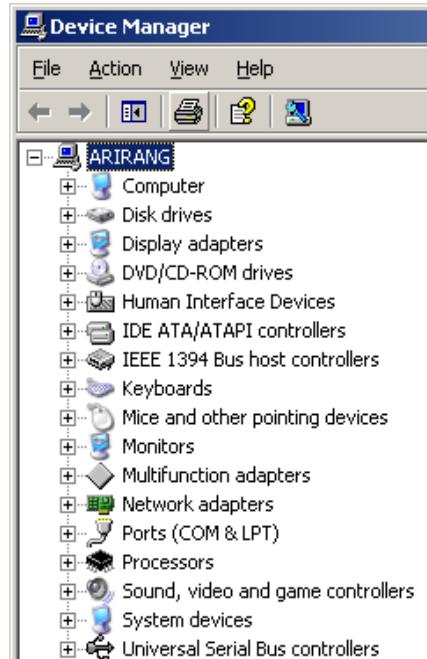 Device Manager
File Action View Help
ARIRANG
Computer
Disk drives
Display adapters
DVD/CD-ROM drives
Human Interface Devices
IDE ATA/ATAPI controllers
IEEE 1394 Bus host controllers
Keyboards
Mice and other pointing devices
Monitors
Multifunction adapters
Network adapters
Ports (COM & LPT)
Processors
Sound, video and game controllers
System devices
Universal Serial Bus controllers